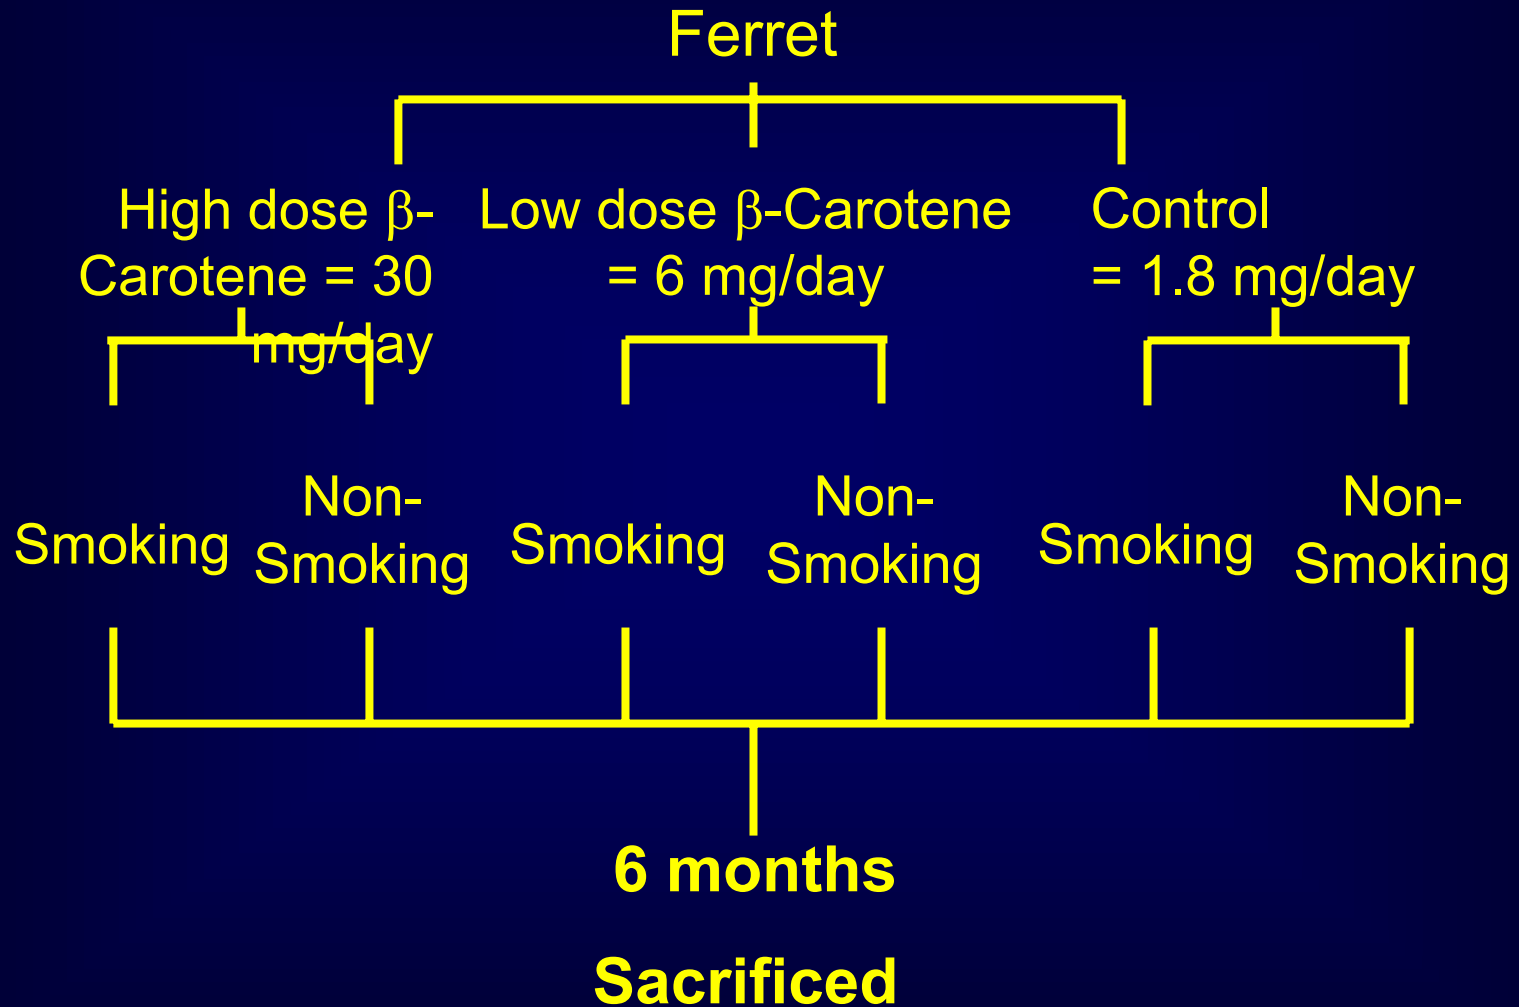 Ferret
High dose β-
Carotene = 30
mg/day
Low dose β-Carotene
= 6 mg/day
Control
= 1.8 mg/day
Smoking
Non-
Smoking
Smoking
Non-
Smoking
Smoking
Non-
Smoking
6 months
Sacrificed